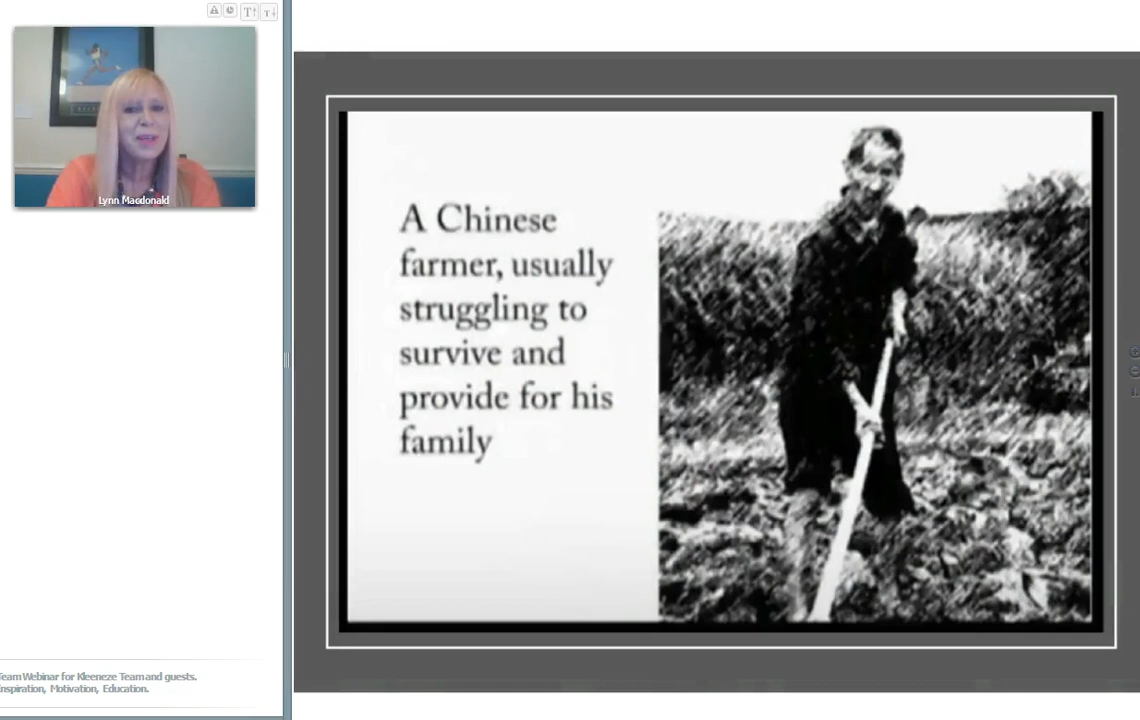 Lynn Macdonald
A Chinese
farmer, usually
struggling to
survive and
provide for his
family
Team Webinar for Kleeneze Team and guests.
Inspiration, Motivation, Education.